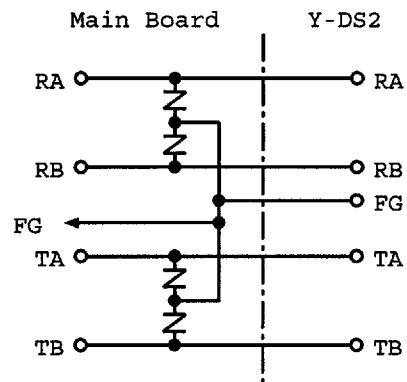 Main Board Y-DS2
RA RA
RB RB
FG
FG
TA TA
TB TB